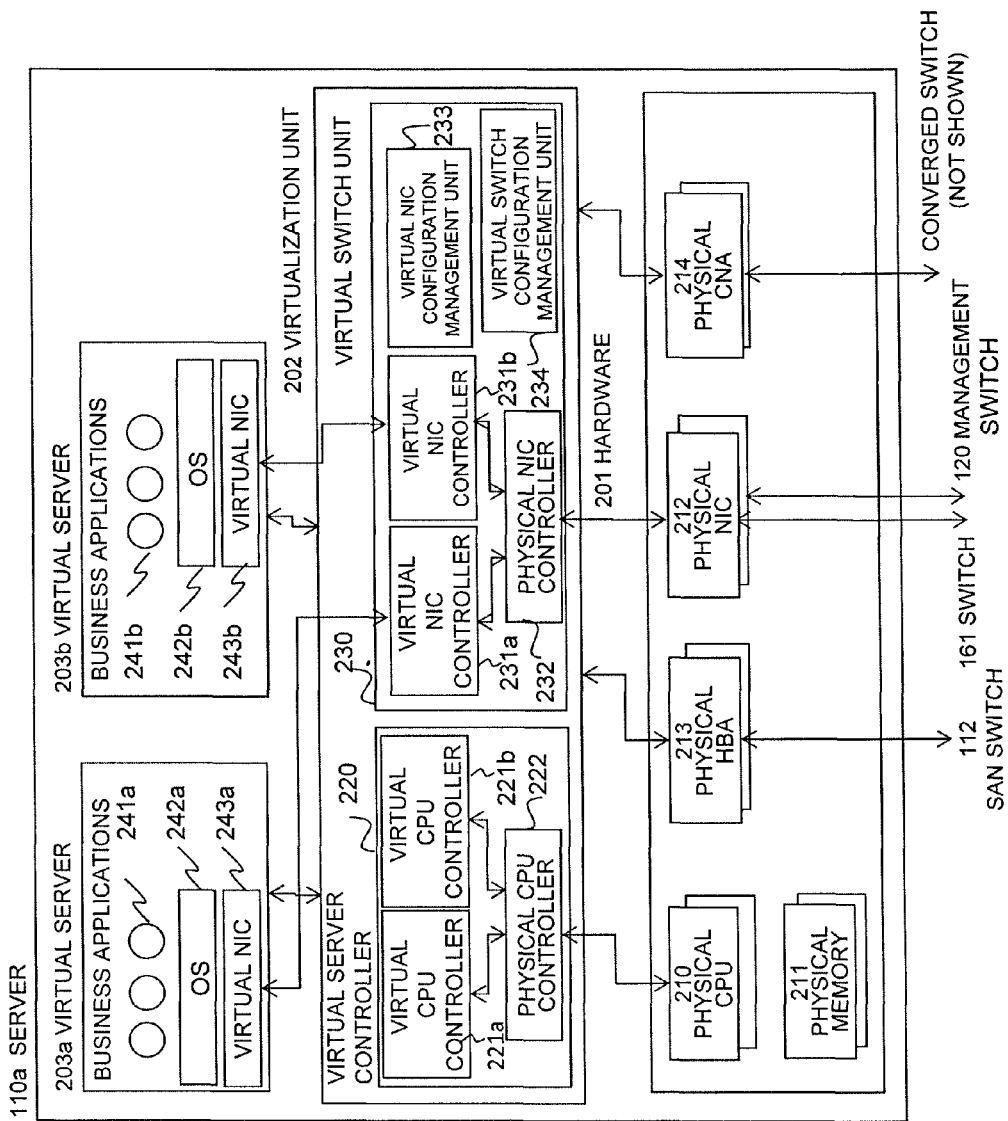 110a SERVER
203a VIRTUAL SERVER
BUSINESS APPLICATIONS
241a
OS
242a
VIRTUAL NIC
243a
203b VIRTUAL SERVER
BUSINESS APPLICATIONS
241b
OS
242b
VIRTUAL NIC
243b
202 VIRTUALIZATION UNIT
VIRTUAL SERVER
CONTROLLER
220
VIRTUAL
CPU
CONTROLLER
221a
VIRTUAL
CPU
CONTROLLER
221b
PHYSICAL CPU
CONTROLLER
222
VIRTUAL SWITCH UNIT
230
VIRTUAL
NIC
CONTROLLER
231a
VIRTUAL
NIC
CONTROLLER
231b
PHYSICAL NIC
CONTROLLER
232
VIRTUAL NIC
CONFIGURATION
MANAGEMENT UNIT
233
VIRTUAL SWITCH
CONFIGURATION
MANAGEMENT UNIT
234
201 HARDWARE
210
PHYSICAL
CPU
211
PHYSICAL
MEMORY
213
PHYSICAL
HBA
212
PHYSICAL
NIC
214
PHYSICAL
CNA
112
SAN SWITCH
161 SWITCH
120 MANAGEMENT
SWITCH
CONVERGED SWITCH
(NOT SHOWN)